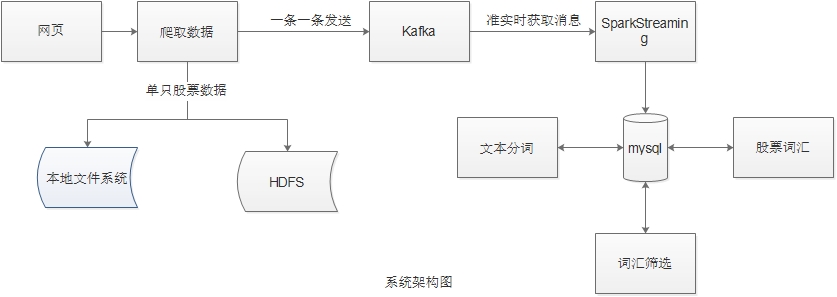 网页
爬取数据
一条一条发送
Kafka
准实时获取消息
SparkStreamin
g
单只股票数据
本地文件系统
HDFS
文本分词
mysql
股票词汇
词汇筛选
系统架构图